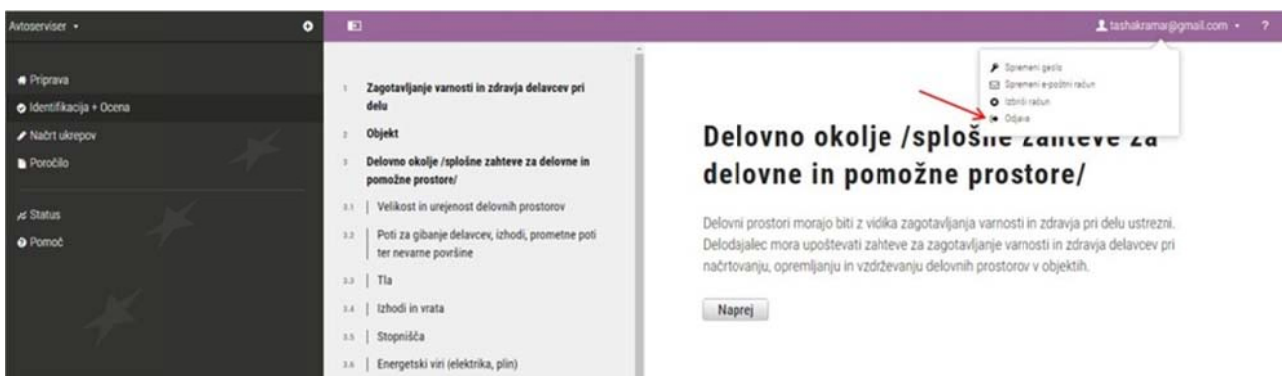 Avtoserviser
tashakramar@gmail.com ?
Priprava
Identifikacija + Ocena
Načrt ukrepov
Poročilo
Status
Pomoč
1 Zagotavljanje varnosti in zdravja delavcev pri
delu
2 Objekt
3 Delovno okolje /splošne zahteve za delovne in
pomožne prostore/
3.1 Velikost in urejenost delovnih prostorov
3.2 Poti za gibanje delavcev, izhodi, prometne poti
ter nevarne površine
3.3 Tla
3.4 Izhodi in vrata
3.5 Stopnišča
3.6 Energetski viri (elektrika, plin)
Spremeni geslo
Spremeni e-poštni račun
Izbriši račun
Odjava
Delovno okolje /splošne zahteve za
delovne in pomožne prostore/
Delovni prostori morajo biti z vidika zagotavljanja varnosti in zdravja pri delu ustrezni.
Delodajalec mora upoštevati zahteve za zagotavljanje varnosti in zdravja delavcev pri
načrtovanju, opremljanju in vzdrževanju delovnih prostorov v objektih.
Naprej